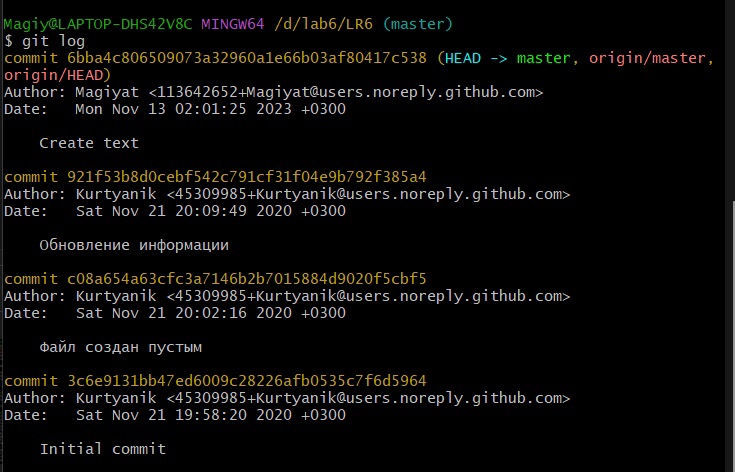 Magiy@LAPTOP-DHS42V8C MINGW64 /d/lab6/LR6 (master)
$ git log
commit 6bba4c806509073a32960a1e66b03af80417c538 (HEAD -> master, origin/master,
origin/HEAD)
Author: Magiyat <113642652+Magiyat@users.noreply.github.com>
Date:   Mon Nov 13 02:01:25 2023 +0300
    Create text
commit 921f53b8d0cebf542c791cf31f04e9b792f385a4
Author: Kurtyanik <45309985+Kurtyanik@users.noreply.github.com>
Date:   Sat Nov 21 20:09:49 2020 +0300
    Обновление информации
commit c08a654a63cfc3a7146b2b7015884d9020f5cbf5
Author: Kurtyanik <45309985+Kurtyanik@users.noreply.github.com>
Date:   Sat Nov 21 20:02:16 2020 +0300
    Файл создан пустым
commit 3c6e9131bb47ed6009c28226afb0535c7f6d5964
Author: Kurtyanik <45309985+Kurtyanik@users.noreply.github.com>
Date:   Sat Nov 21 19:58:20 2020 +0300
    Initial commit